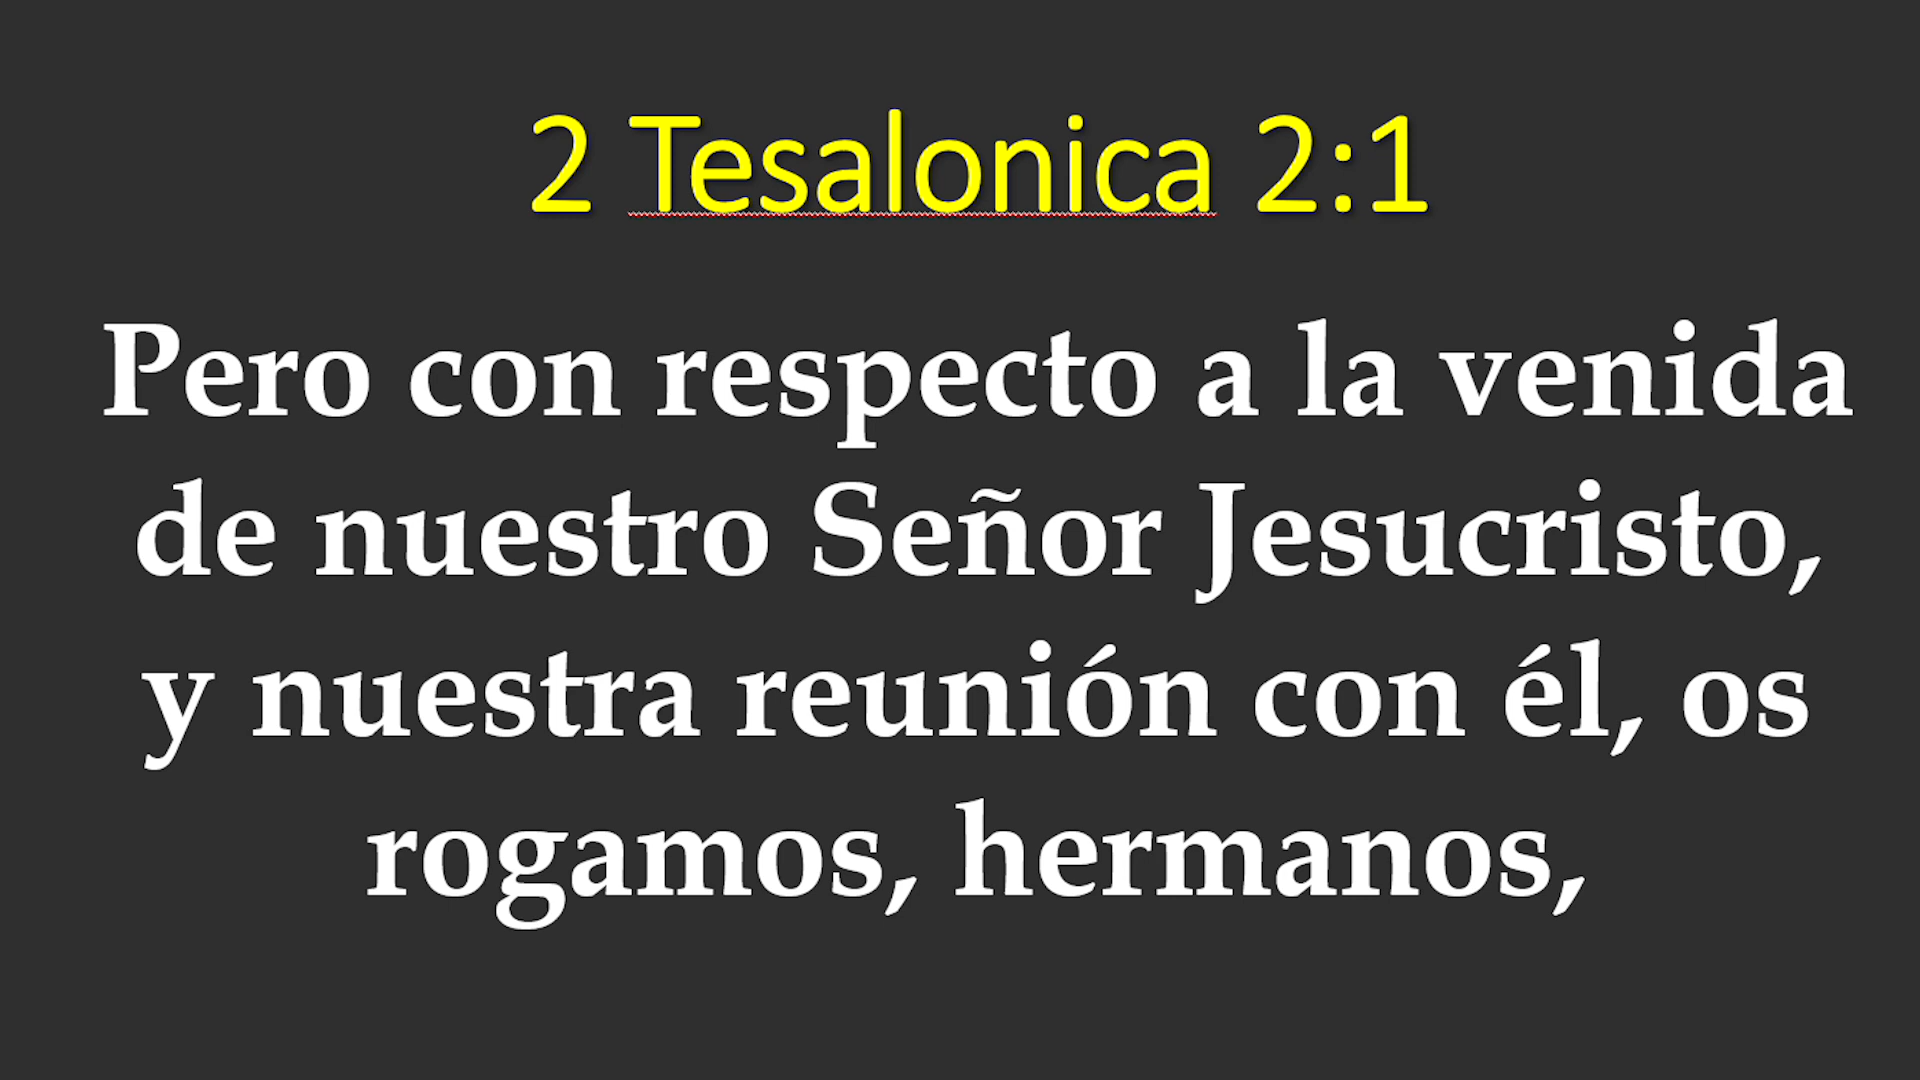 2 Tesalonica 2:1
Pero con respecto a la venida
de nuestro Señor Jesucristo,
y nuestra reunión con él, os
rogamos, hermanos,